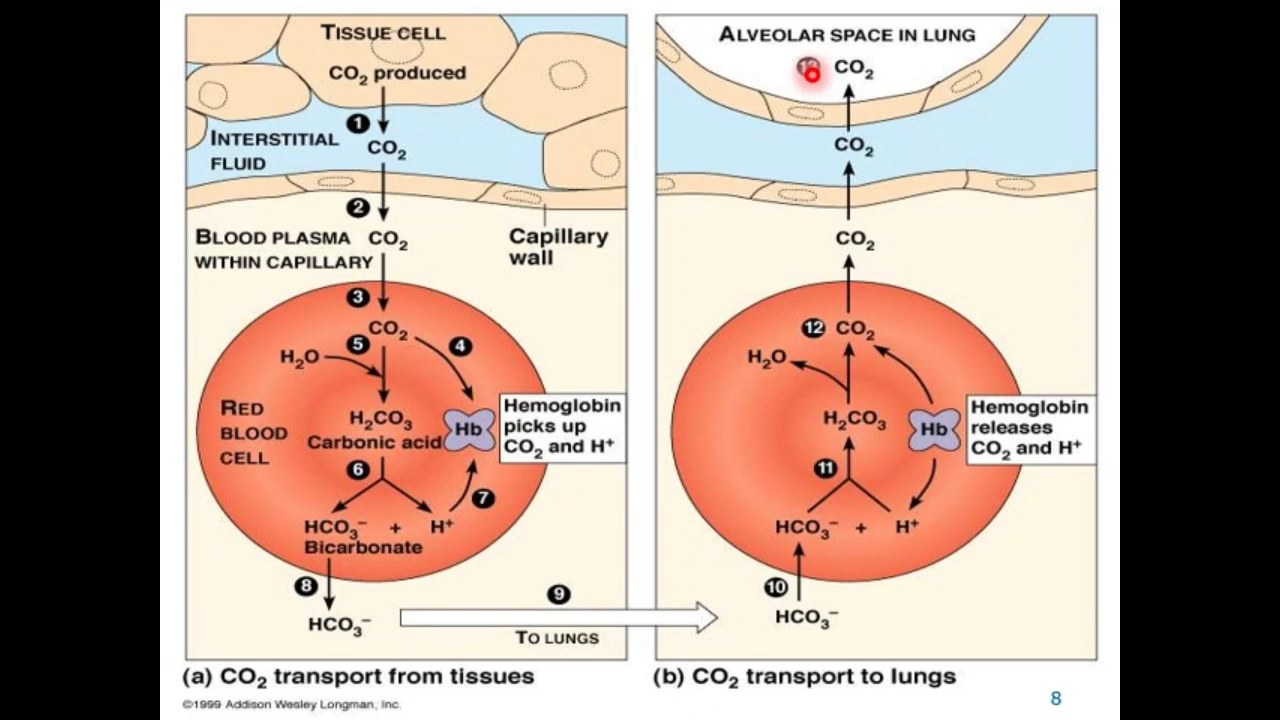 TISSUE CELL
CO₂ produced
1
INTERSTITIAL
FLUID
CO₂
2
BLOOD PLASMA
WITHIN CAPILLARY
CO₂
Capillary
wall
3
CO₂
4
5
H₂O
H₂CO₃
Carbonic acid
RED
BLOOD
CELL
Hb
Hemoglobin
picks up
CO₂ and H⁺
6
7
HCO₃⁻ + H⁺
Bicarbonate
8
HCO₃⁻
9
TO LUNGS
(a) CO₂ transport from tissues
©1999 Addison Wesley Longman, Inc.
ALVEOLAR SPACE IN LUNG
CO₂
CO₂
CO₂
12 CO₂
H₂O
H₂CO₃
Hb
Hemoglobin
releases
CO₂ and H⁺
11
HCO₃⁻ + H⁺
10
HCO₃⁻
(b) CO₂ transport to lungs
8